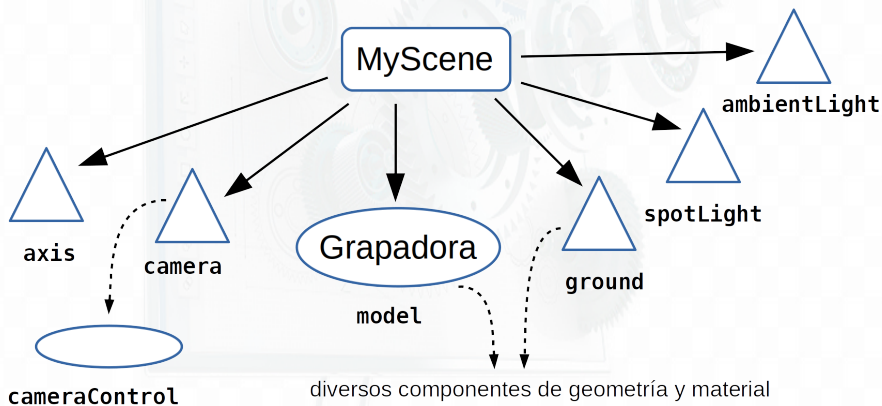 MyScene
ambientLight
spotLight
axis
camera
Grapadora
ground
model
cameraControl
diversos componentes de geometría y material